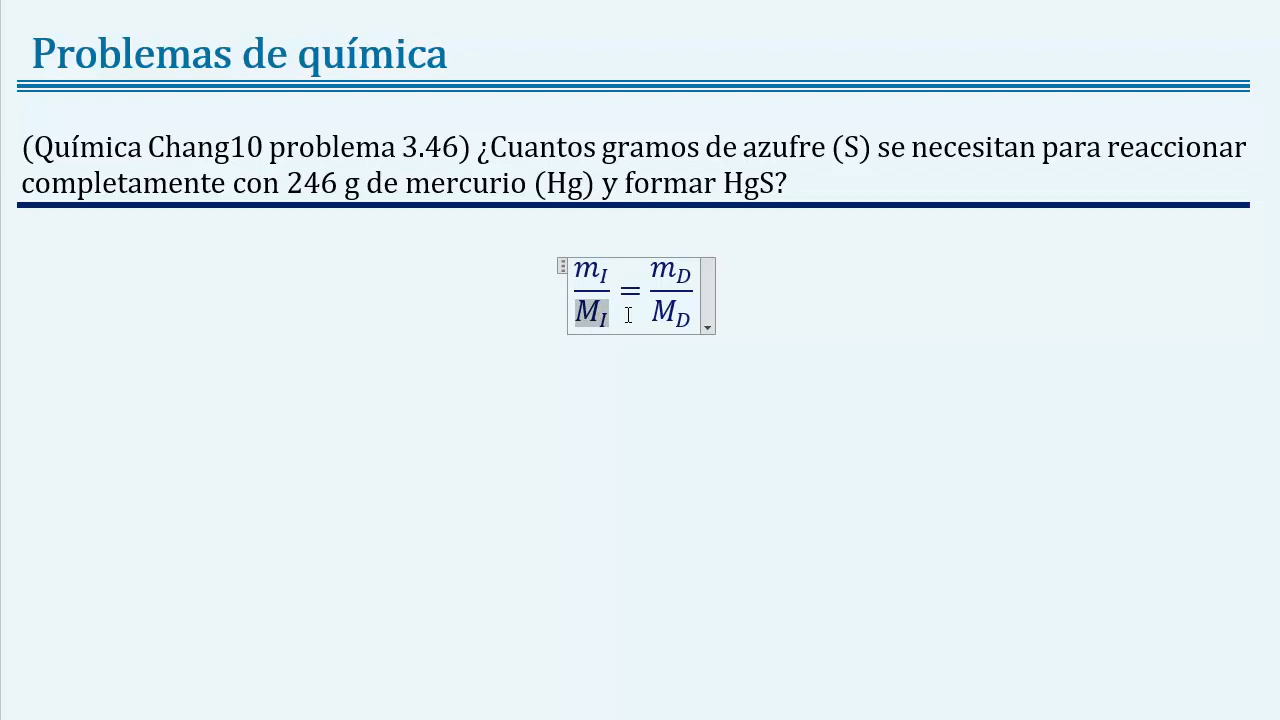 Problemas de química
(Química Chang10 problema 3.46) ¿Cuantos gramos de azufre (S) se necesitan para reaccionar
completamente con 246 g de mercurio (Hg) y formar HgS?
m_I/M_I = m_D/M_D